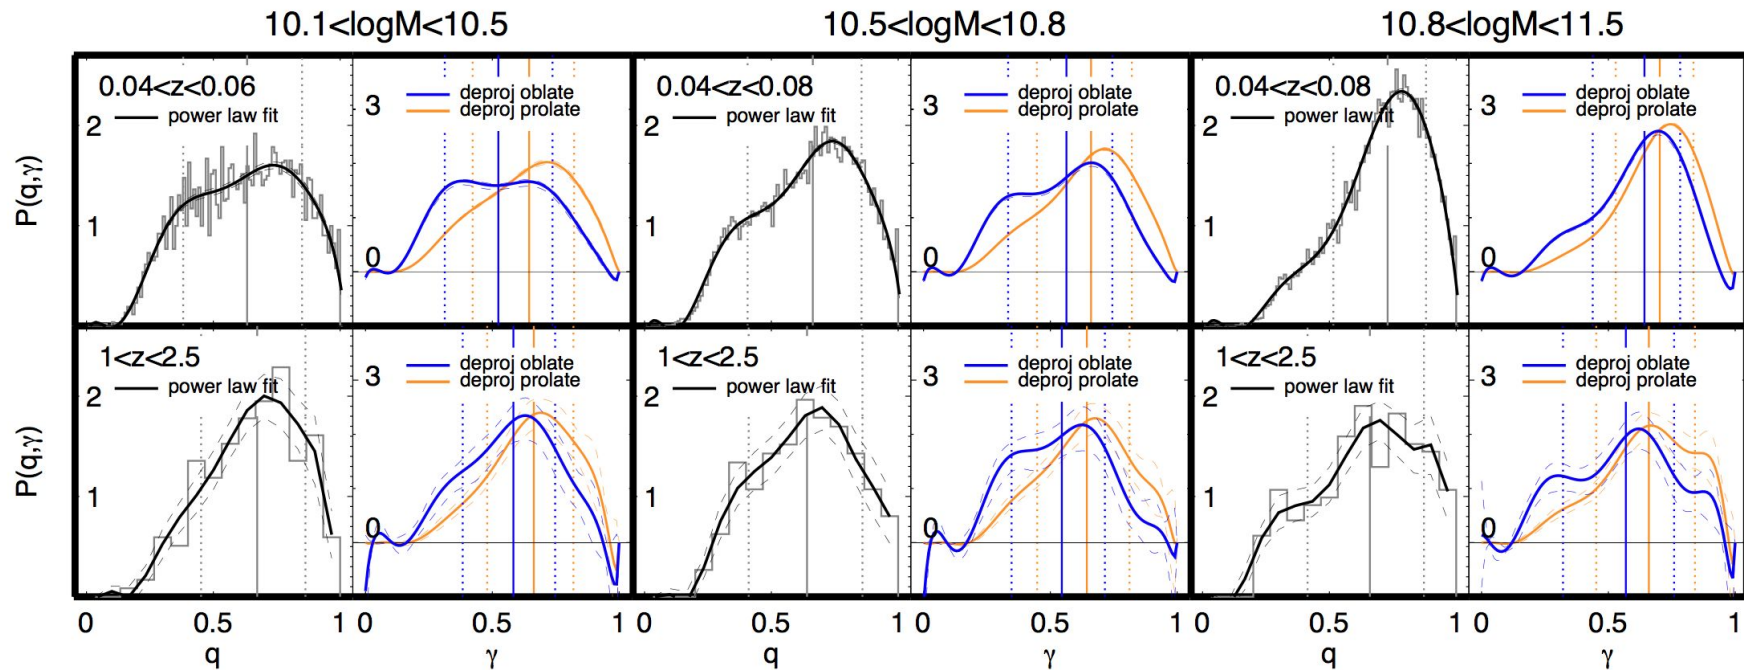 10.1<logM<10.5 10.5<logM<10.8 10.8<logM<11.5
P(q,γ)
0.04<z<0.06
power law fit
2
1
3
0
deproj oblate
deproj prolate
0.04<z<0.08
power law fit
2
1
3
0
deproj oblate
deproj prolate
0.04<z<0.08
power law fit
2
1
3
0
deproj oblate
deproj prolate
P(q,γ)
1<z<2.5
power law fit
2
1
3
0
deproj oblate
deproj prolate
1<z<2.5
power law fit
2
1
3
0
deproj oblate
deproj prolate
1<z<2.5
power law fit
2
1
3
0
deproj oblate
deproj prolate
0 0.5 1 0 0.5 1 0 0.5 1 0 0.5 1 0 0.5 1 0 0.5 1
q γ q γ q γ